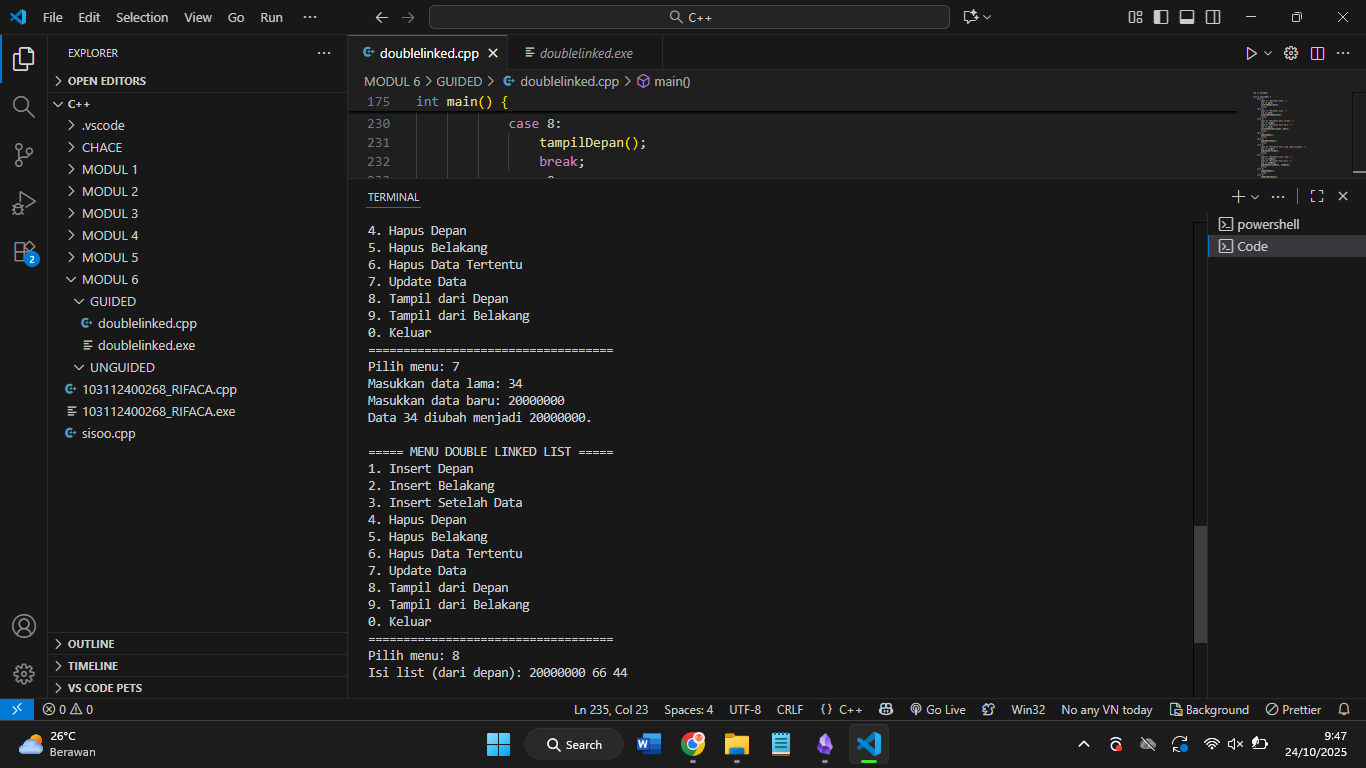 File Edit Selection View Go Run ··· C++
EXPLORER ···
OPEN EDITORS
C++
.vscode
CHACE
MODUL 1
MODUL 2
MODUL 3
MODUL 4
MODUL 5
MODUL 6
GUIDED
doublelinked.cpp
doublelinked.exe
UNGUIDED
103112400268_RIFACA.cpp
103112400268_RIFACA.exe
sisoo.cpp
OUTLINE
TIMELINE
VS CODE PETS
doublelinked.cpp doublelinked.exe
MODUL 6 > GUIDED > doublelinked.cpp > main()
175 int main() {
230 case 8:
231 tampilDepan();
232 break;
TERMINAL
powershell
Code
4. Hapus Depan
5. Hapus Belakang
6. Hapus Data Tertentu
7. Update Data
8. Tampil dari Depan
9. Tampil dari Belakang
0. Keluar
===================================
Pilih menu: 7
Masukkan data lama: 34
Masukkan data baru: 20000000
Data 34 diubah menjadi 20000000.
===== MENU DOUBLE LINKED LIST =====
1. Insert Depan
2. Insert Belakang
3. Insert Setelah Data
4. Hapus Depan
5. Hapus Belakang
6. Hapus Data Tertentu
7. Update Data
8. Tampil dari Depan
9. Tampil dari Belakang
0. Keluar
===================================
Pilih menu: 8
Isi list (dari depan): 20000000 66 44
0 0 Ln 235, Col 23 Spaces: 4 UTF-8 CRLF {} C++ Go Live Win32 No any VN today Background Prettier
2
26°C
Berawan
Search
9:47
24/10/2025